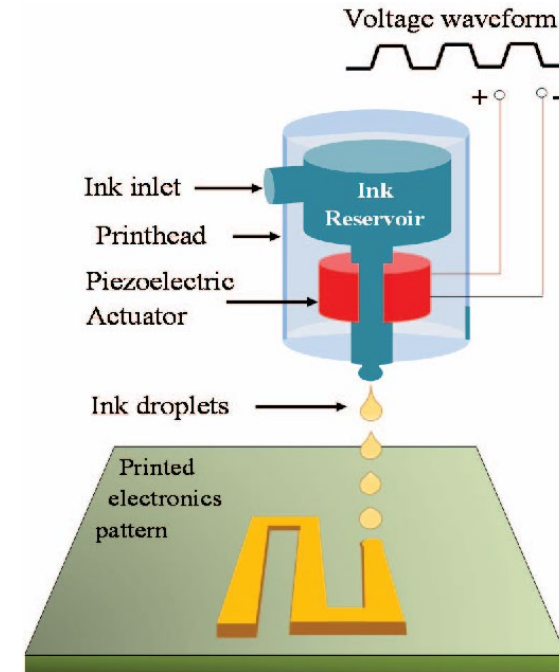 Voltage waveform
+ -
Ink inlet
Ink
Reservoir
Printhead
Piezoelectric
Actuator
Ink droplets
Printed
electronics
pattern